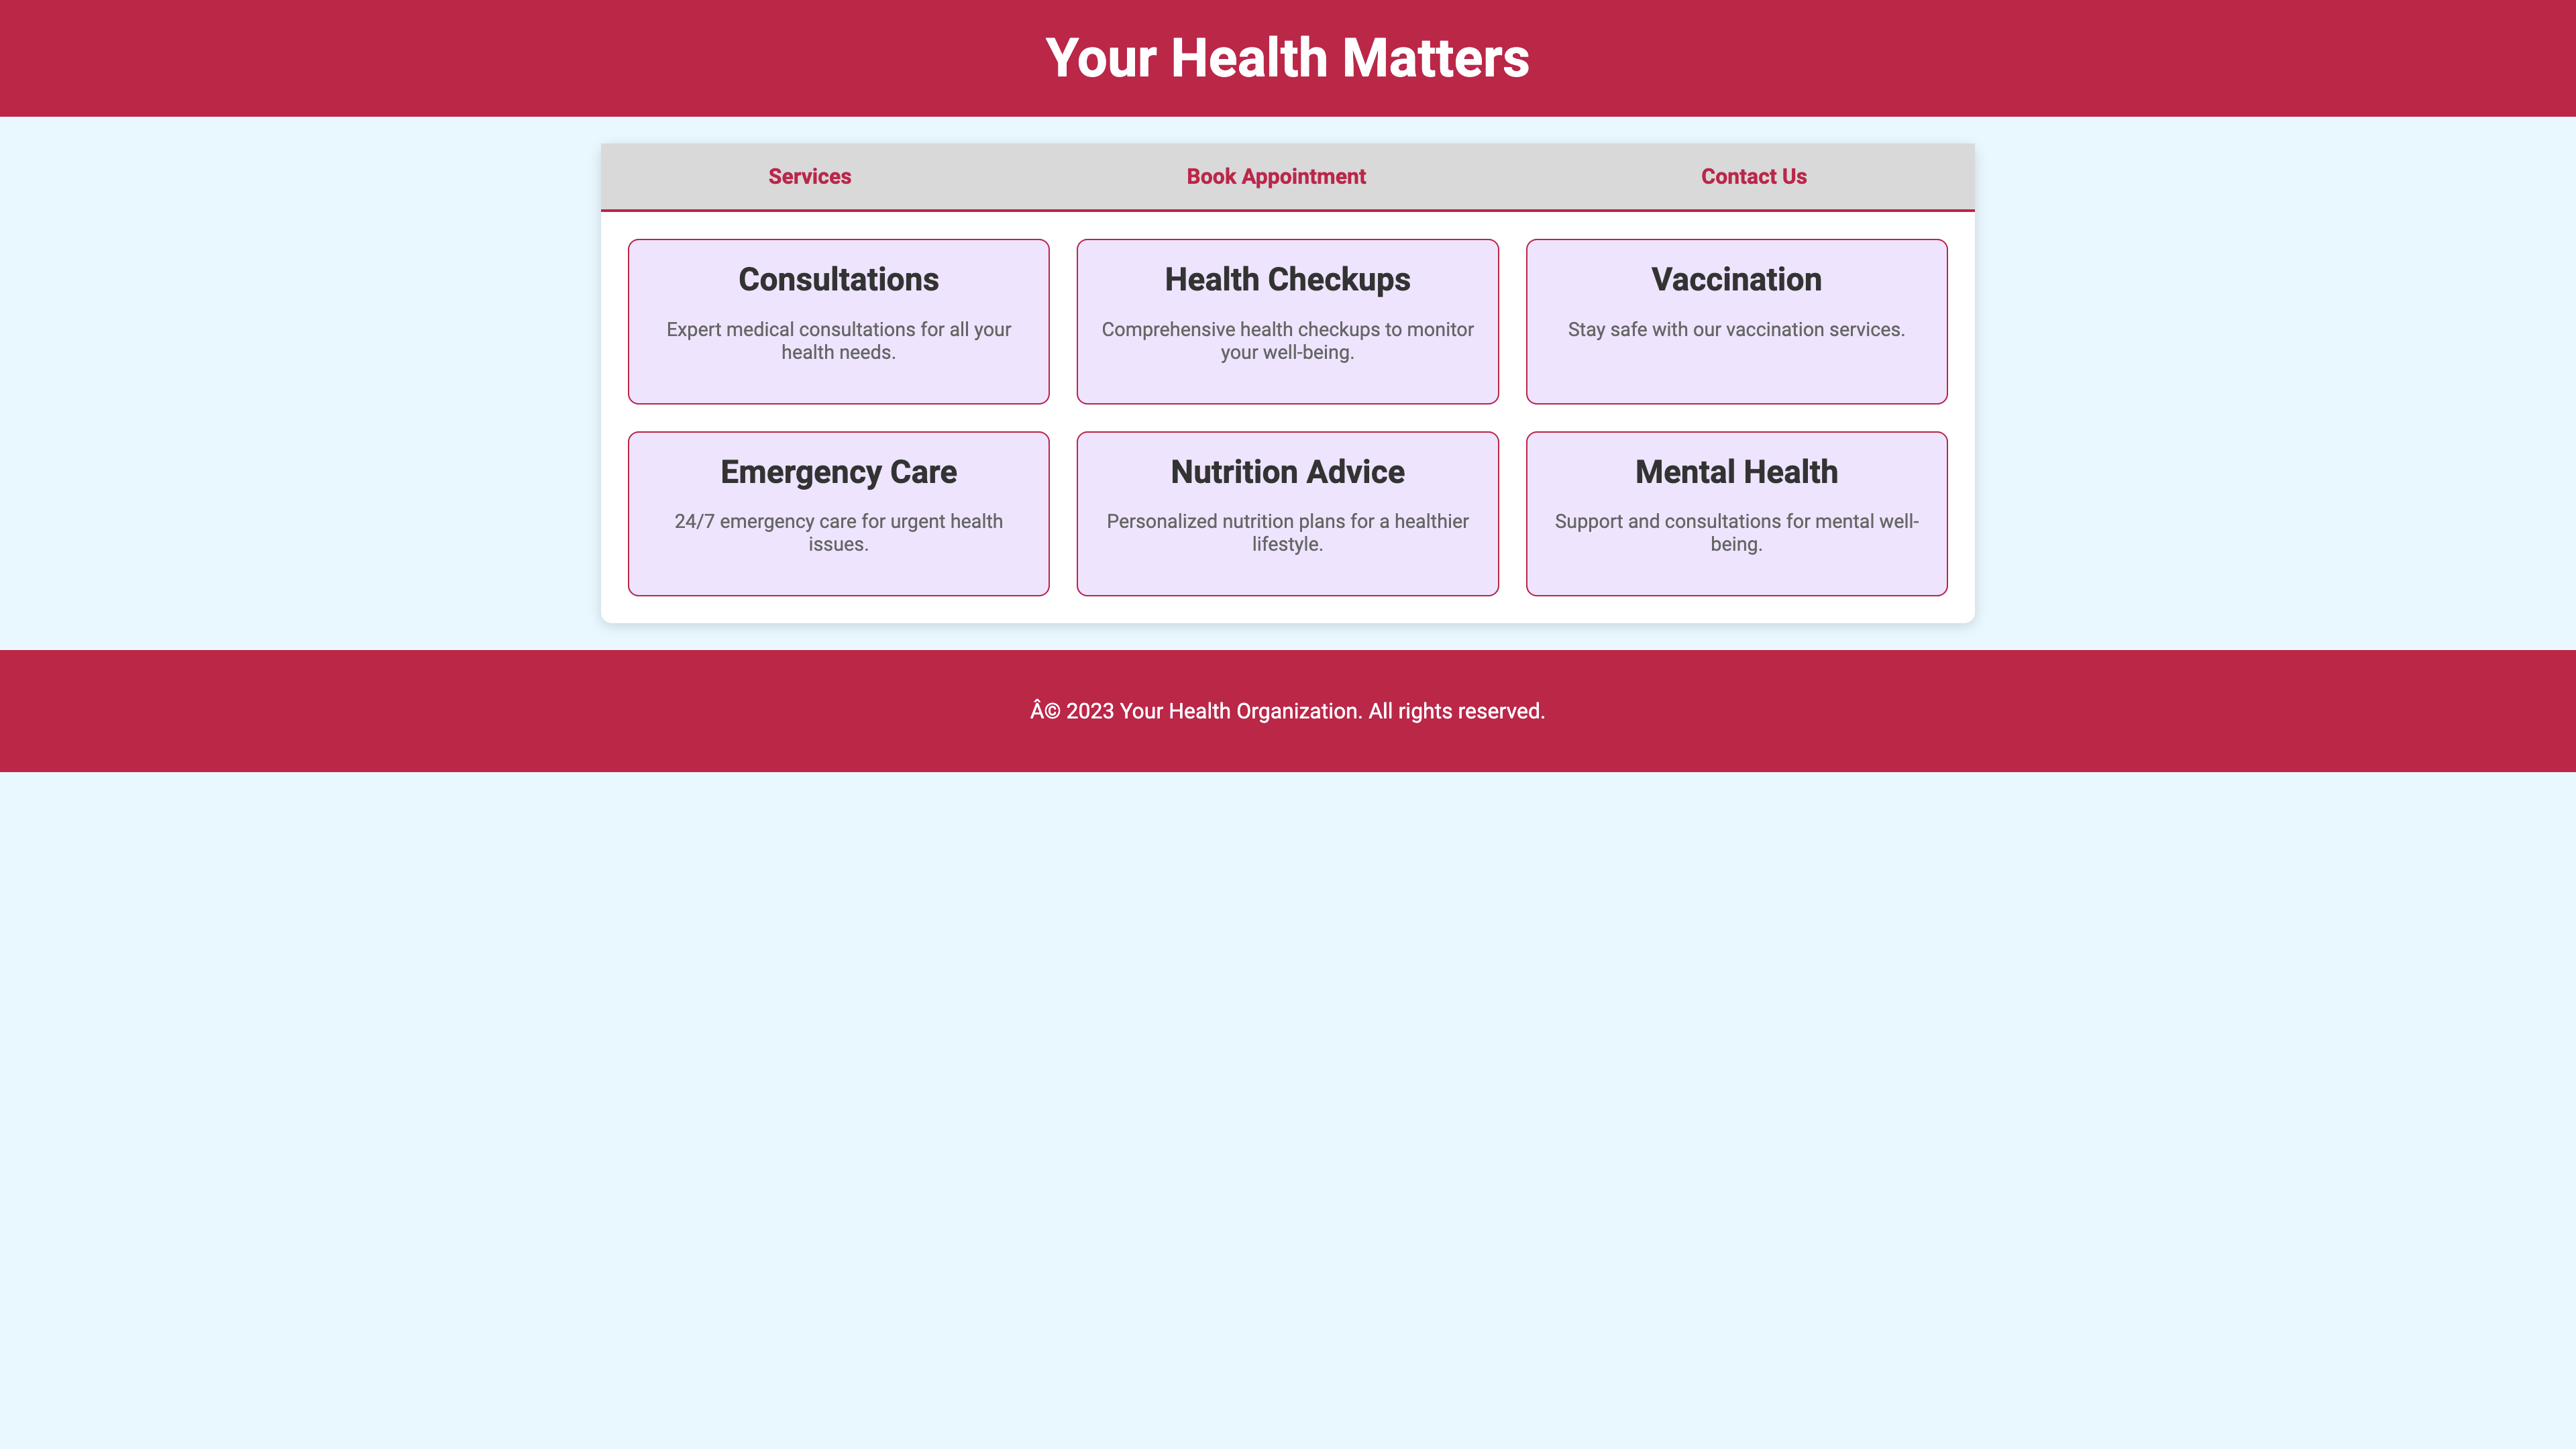 Your Health Matters
Services
Book Appointment
Contact Us
Consultations
Expert medical consultations for all your
health needs.
Health Checkups
Comprehensive health checkups to monitor
your well-being.
Vaccination
Stay safe with our vaccination services.
Emergency Care
24/7 emergency care for urgent health
issues.
Nutrition Advice
Personalized nutrition plans for a healthier
lifestyle.
Mental Health
Support and consultations for mental well-
being.
Â© 2023 Your Health Organization. All rights reserved.